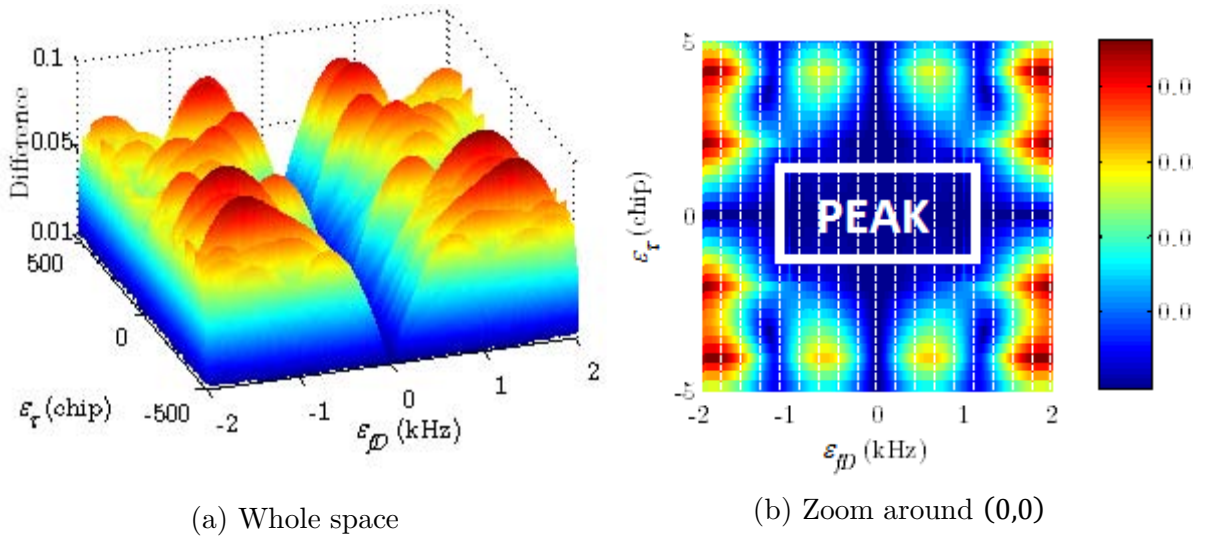 0.1
Difference
0.05
0.01
500
0
-500
ε_τ (chip)
-2
-1
0
1
2
ε_fD (kHz)
(a) Whole space
0
ε_τ (chip)
PEAK
-2
-1
0
1
2
ε_fD (kHz)
0.0
0.0
0.0
0.0
(b) Zoom around (0,0)